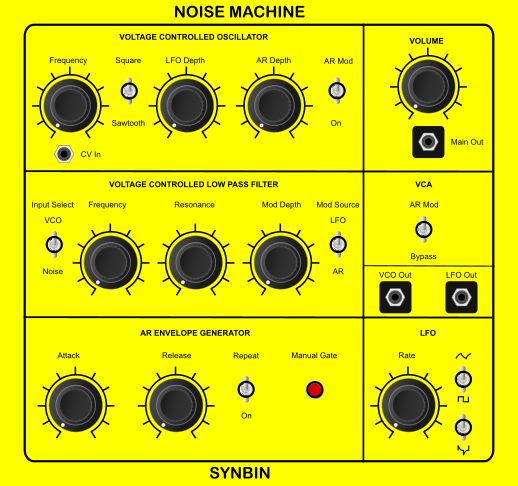 NOISE MACHINE
VOLTAGE CONTROLLED OSCILLATOR
Frequency Square LFO Depth AR Depth AR Mod
Sawtooth On
CV In
VOLUME
Main Out
VOLTAGE CONTROLLED LOW PASS FILTER
Input Select Frequency Resonance Mod Depth Mod Source
VCO LFO
Noise AR
VCA
AR Mod
Bypass
VCO Out LFO Out
AR ENVELOPE GENERATOR
Attack Release Repeat Manual Gate
On
LFO
Rate
SYNBIN